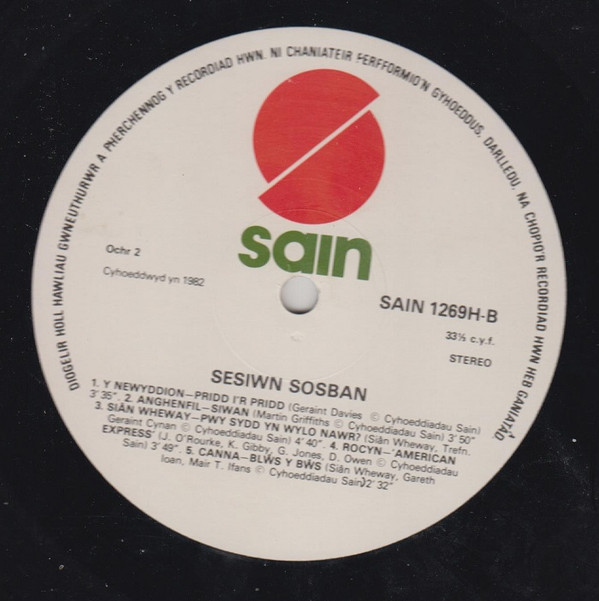 DIOGELIR HOLL HAWLIAU GWNEUTHURWR A PHERCHENNOG Y RECORDIAD HWN. NI CHANIATEIR PERFFORMIO'N GYHOEDDUS, DARLLEDU, NA CHOPIO'R RECORDIAD HWN HEB GANIATÂD
sain
Ochr 2
Cyhoeddwyd yn 1982
SAIN 1269H-B
33⅓ c.y.f.
STEREO
SESIWN SOSBAN
1. Y NEWYDDION—PRIDD I'R PRIDD (Geraint Davies © Cyhoeddiadau Sain)
3' 35". 2. ANGHENFIL—SIWAN (Martin Griffiths © Cyhoeddiadau Sain) 3' 50"
3. SIÂN WHEWAY—PWY SYDD YN WYLO NAWR? (Siân Wheway, Trefn.
Geraint Cynan © Cyhoeddiadau Sain) 4' 40". 4. ROCYN—'AMERICAN
EXPRESS' (J. O'Rourke, K. Gibby, G. Jones, D. Owen © Cyhoeddiadau
Sain) 3' 49". 5. CANNA—BLŴS Y BŴS (Siân Wheway, Gareth
Ioan, Mair T. Ifans © Cyhoeddiadau Sain) 2' 32"